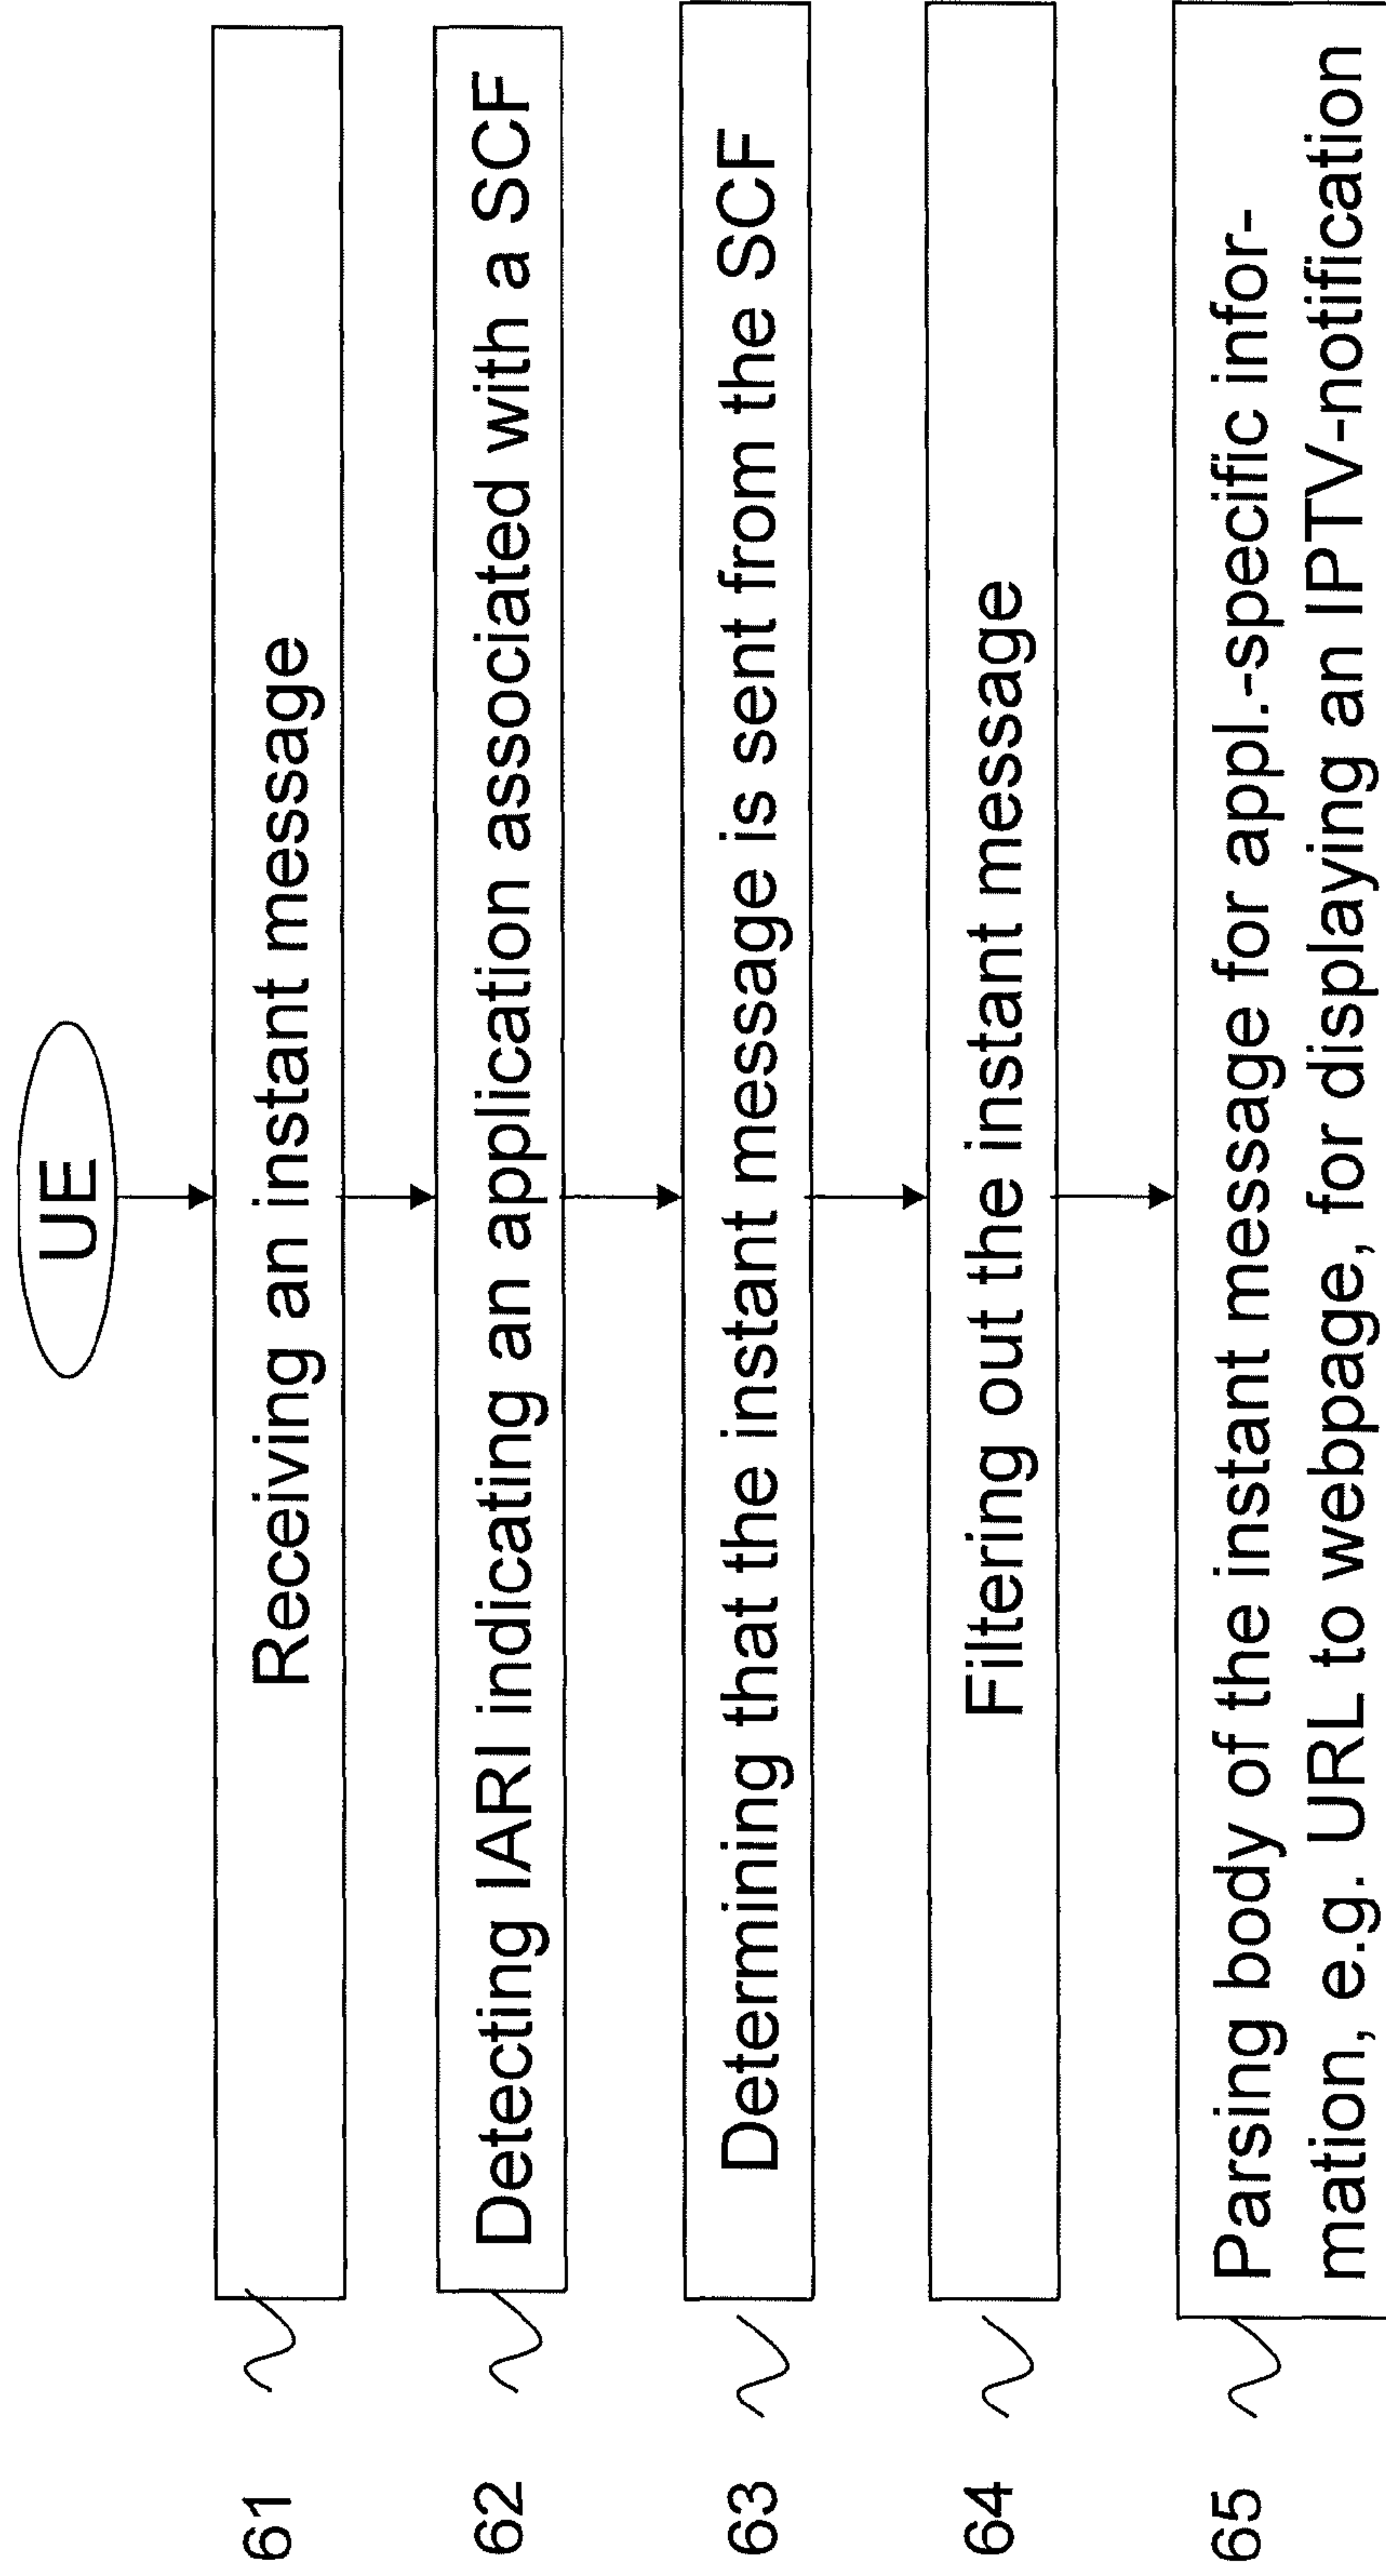 UE
61
Receiving an instant message
62
Detecting IARI indicating an application associated with a SCF
63
Determining that the instant message is sent from the SCF
64
Filtering out the instant message
65
Parsing body of the instant message for appl.-specific infor-
mation, e.g. URL to webpage, for displaying an IPTV-notification